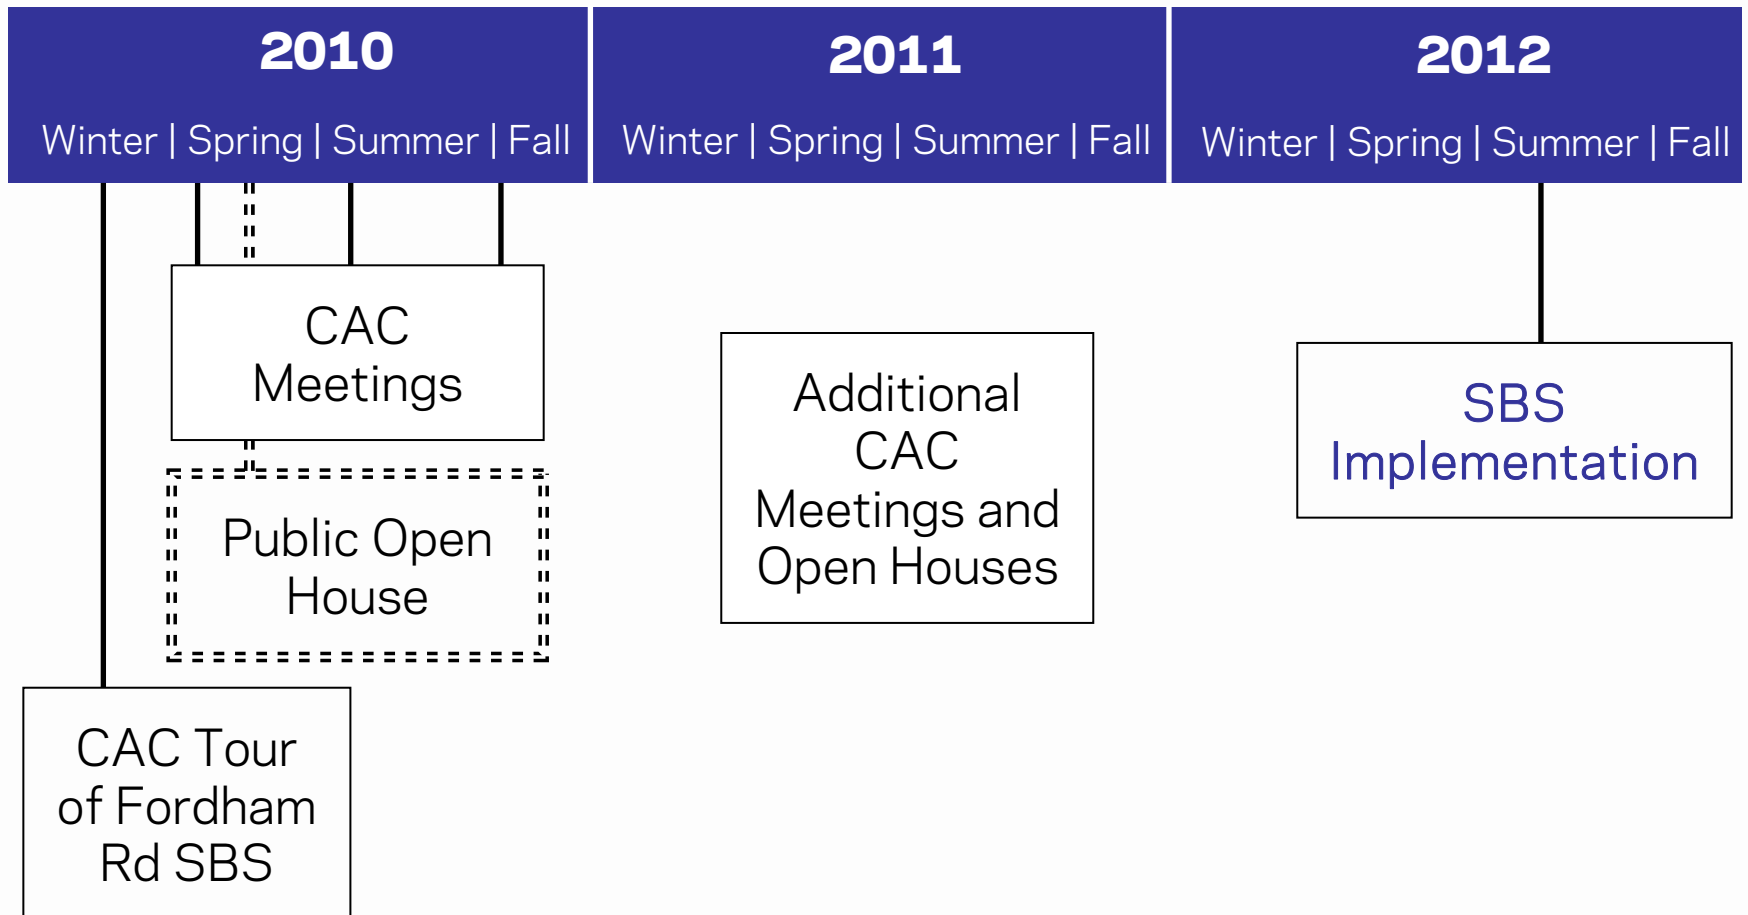 2010
Winter | Spring | Summer | Fall
2011
Winter | Spring | Summer | Fall
2012
Winter | Spring | Summer | Fall
CAC
Meetings
Public Open
House
CAC Tour
of Fordham
Rd SBS
Additional
CAC
Meetings and
Open Houses
SBS
Implementation